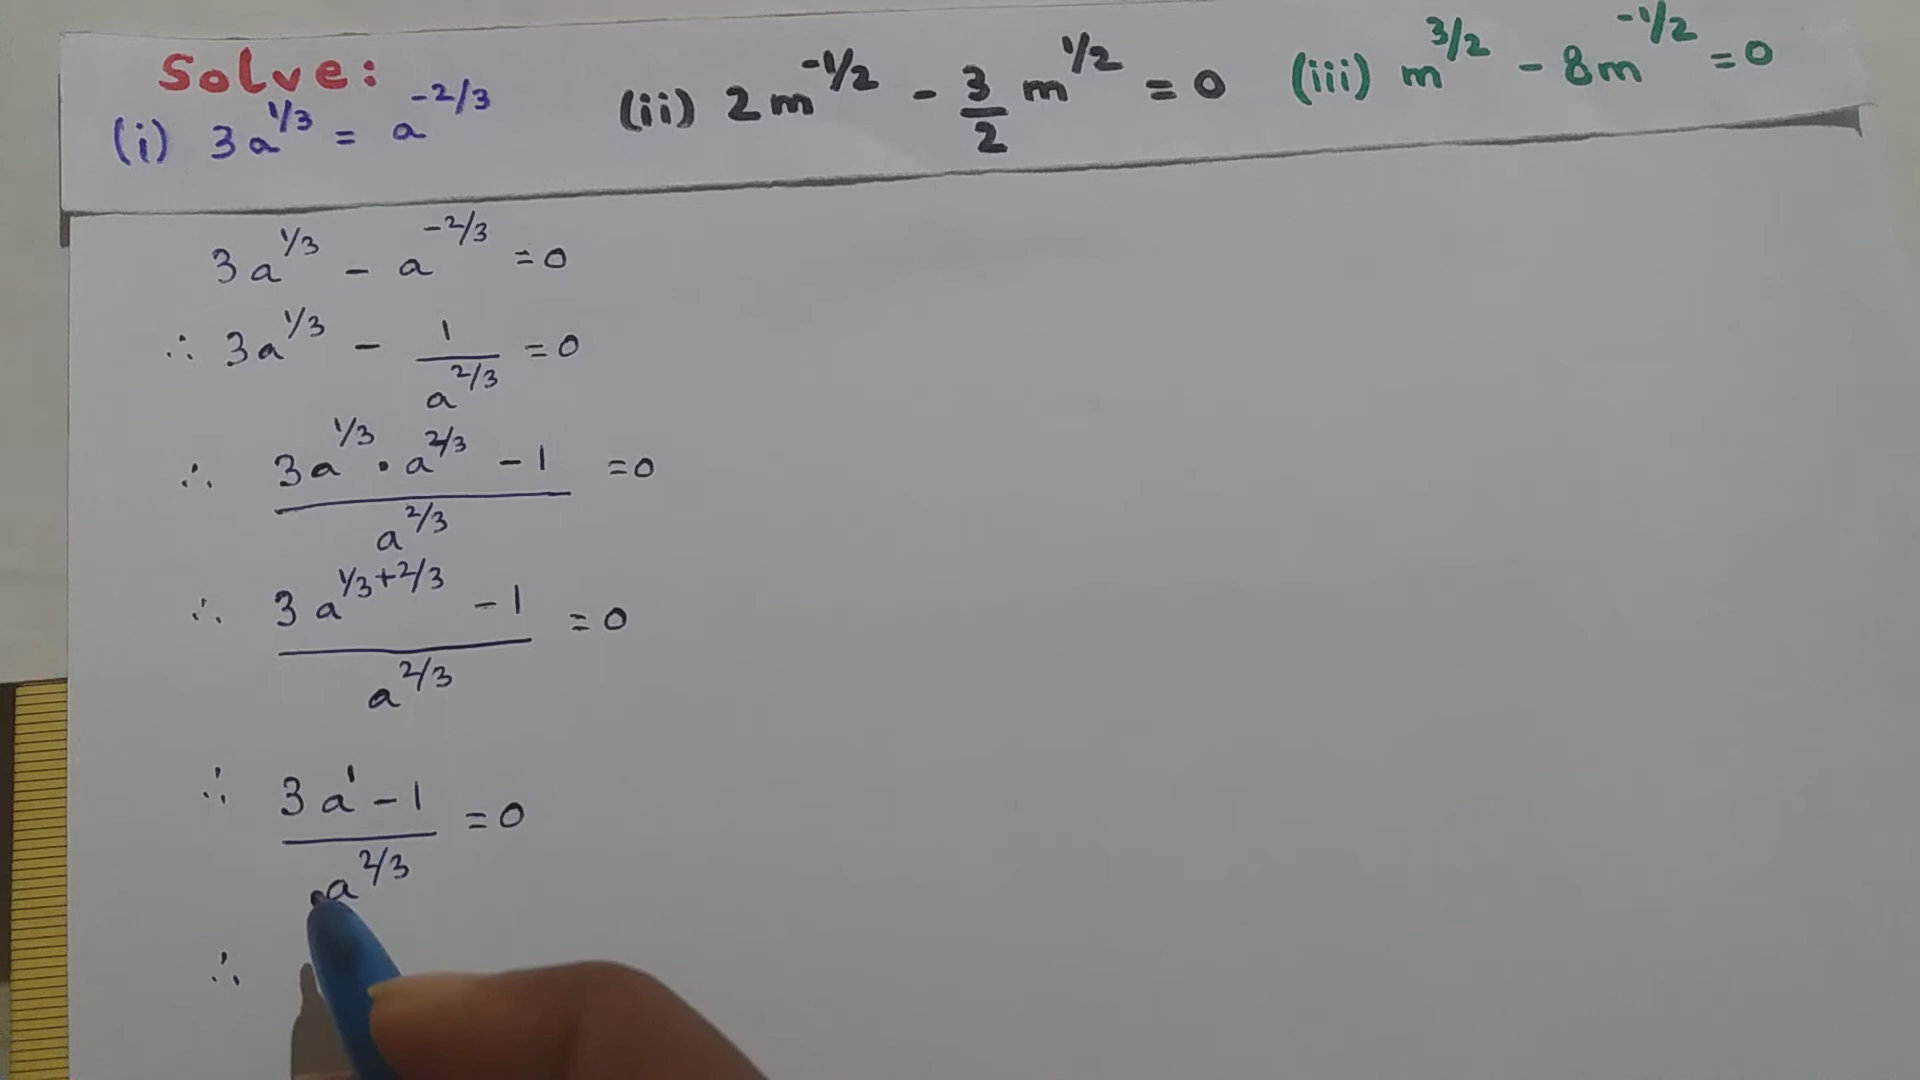 Solve:
(i) 3a^1/3 = a^-2/3 (ii) 2m^-1/2 - 3/2 m^1/2 = 0 (iii) m^3/2 - 8m^-1/2 = 0
3a^1/3 - a^-2/3 = 0
∴ 3a^1/3 - 1/a^2/3 = 0
∴ 3a^1/3 • a^2/3 - 1 / a^2/3 = 0
∴ 3a^1/3+2/3 - 1 / a^2/3 = 0
∴ 3a^1 - 1 / a^2/3 = 0
∴